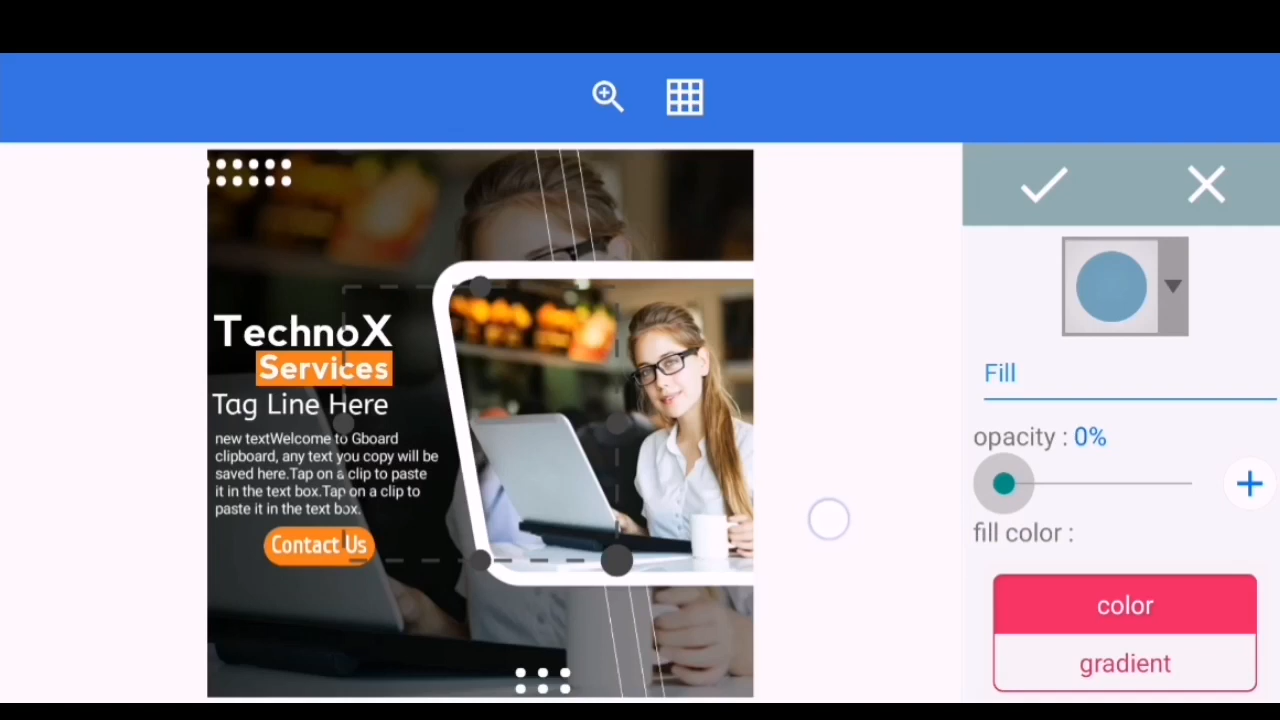 TechnoX
Services
Tag Line Here
new textWelcome to Gboard
clipboard, any text you copy will be
saved here.Tap on a clip to paste
it in the text box.Tap on a clip to
paste it in the text box.
Contact Us
Fill
opacity : 0%
fill color :
color
gradient